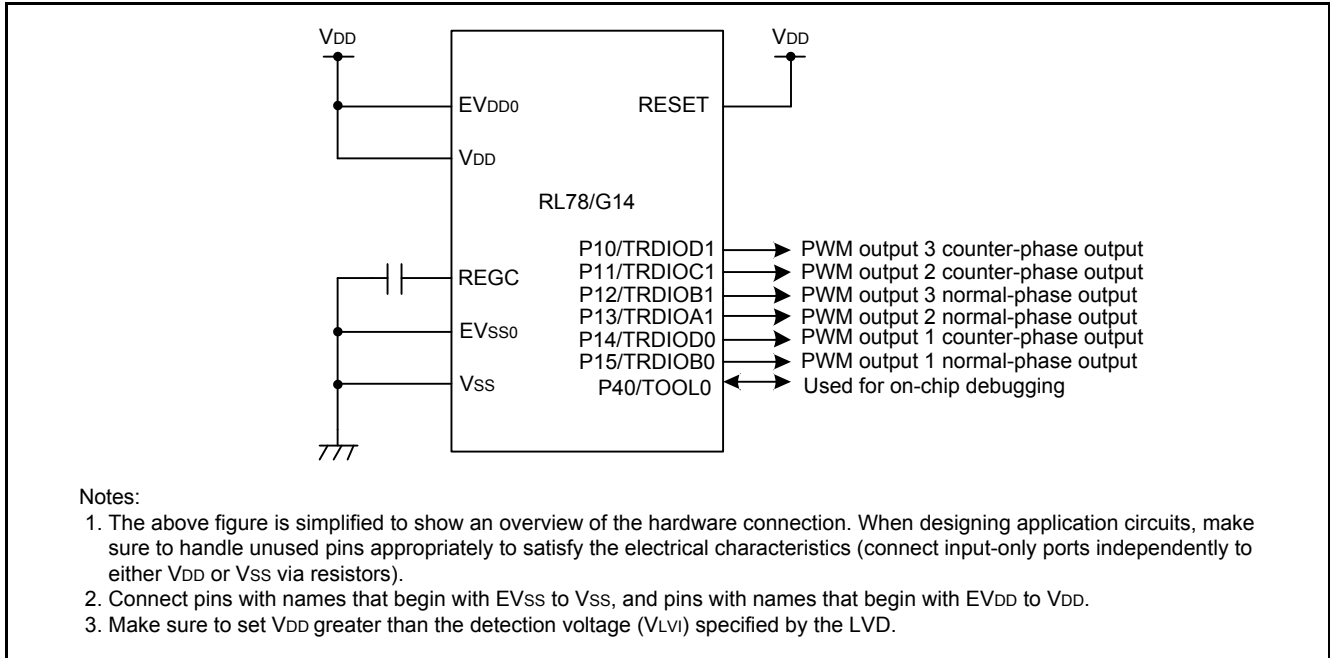 VDD
VDD
EVDD0
RESET
VDD
RL78/G14
P10/TRDIOD1
PWM output 3 counter-phase output
P11/TRDIOC1
PWM output 2 counter-phase output
REGC
P12/TRDIOB1
PWM output 3 normal-phase output
P13/TRDIOA1
PWM output 2 normal-phase output
EVSS0
P14/TRDIOD0
PWM output 1 counter-phase output
P15/TRDIOB0
PWM output 1 normal-phase output
VSS
P40/TOOL0
Used for on-chip debugging
Notes:
1. The above figure is simplified to show an overview of the hardware connection. When designing application circuits, make
sure to handle unused pins appropriately to satisfy the electrical characteristics (connect input-only ports independently to
either VDD or VSS via resistors).
2. Connect pins with names that begin with EVSS to VSS, and pins with names that begin with EVDD to VDD.
3. Make sure to set VDD greater than the detection voltage (VLVI) specified by the LVD.